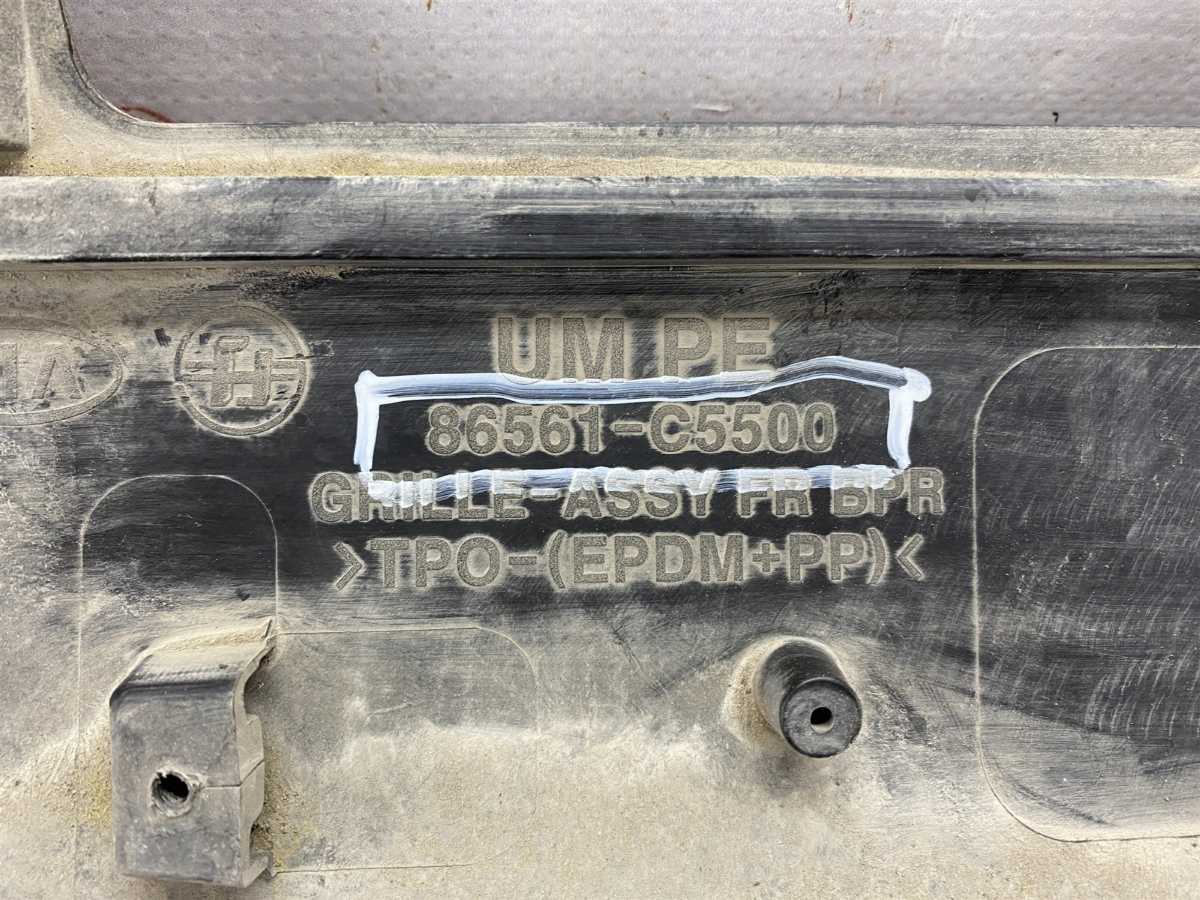 UM PE
86561-C5500
GRILLE-ASSY FR BPR
>TPO-(EPDM+PP)<